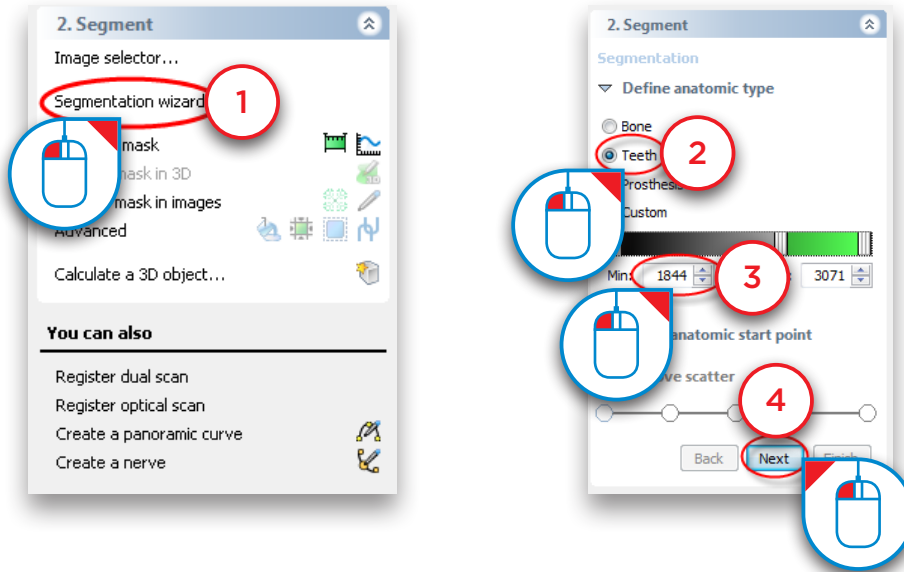 2. Segment
Image selector...
Segmentation wizard
1
mask
mask in 3D
mask in images
Advanced
Calculate a 3D object...
You can also
Register dual scan
Register optical scan
Create a panoramic curve
Create a nerve
2. Segment
Segmentation
Define anatomic type
Bone
Teeth
2
Prosthesis
Custom
Min: 1844
3
: 3071
anatomic start point
ove scatter
4
Back Next Finish